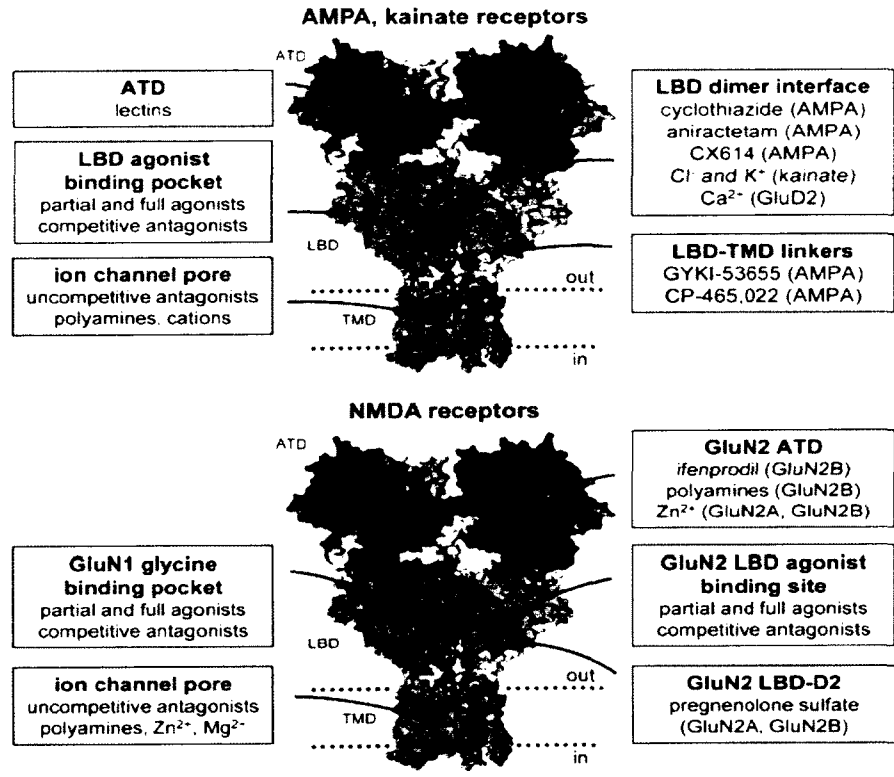 AMPA, kainate receptors
ATD
ATD
lectins
LBD agonist
binding pocket
partial and full agonists
competitive antagonists
LBD
ion channel pore
uncompetitive antagonists
polyamines, cations
TMD
out
in
LBD dimer interface
cyclothiazide (AMPA)
aniractetam (AMPA)
CX614 (AMPA)
Cl⁻ and K⁺ (kainate)
Ca²⁺ (GluD2)
LBD-TMD linkers
GYKI-53655 (AMPA)
CP-465,022 (AMPA)
NMDA receptors
ATD
GluN1 glycine
binding pocket
partial and full agonists
competitive antagonists
LBD
ion channel pore
uncompetitive antagonists
polyamines, Zn²⁺, Mg²⁻
TMD
out
in
GluN2 ATD
ifenprodil (GluN2B)
polyamines (GluN2B)
Zn²⁺ (GluN2A, GluN2B)
GluN2 LBD agonist
binding site
partial and full agonists
competitive antagonists
GluN2 LBD-D2
pregnenolone sulfate
(GluN2A, GluN2B)